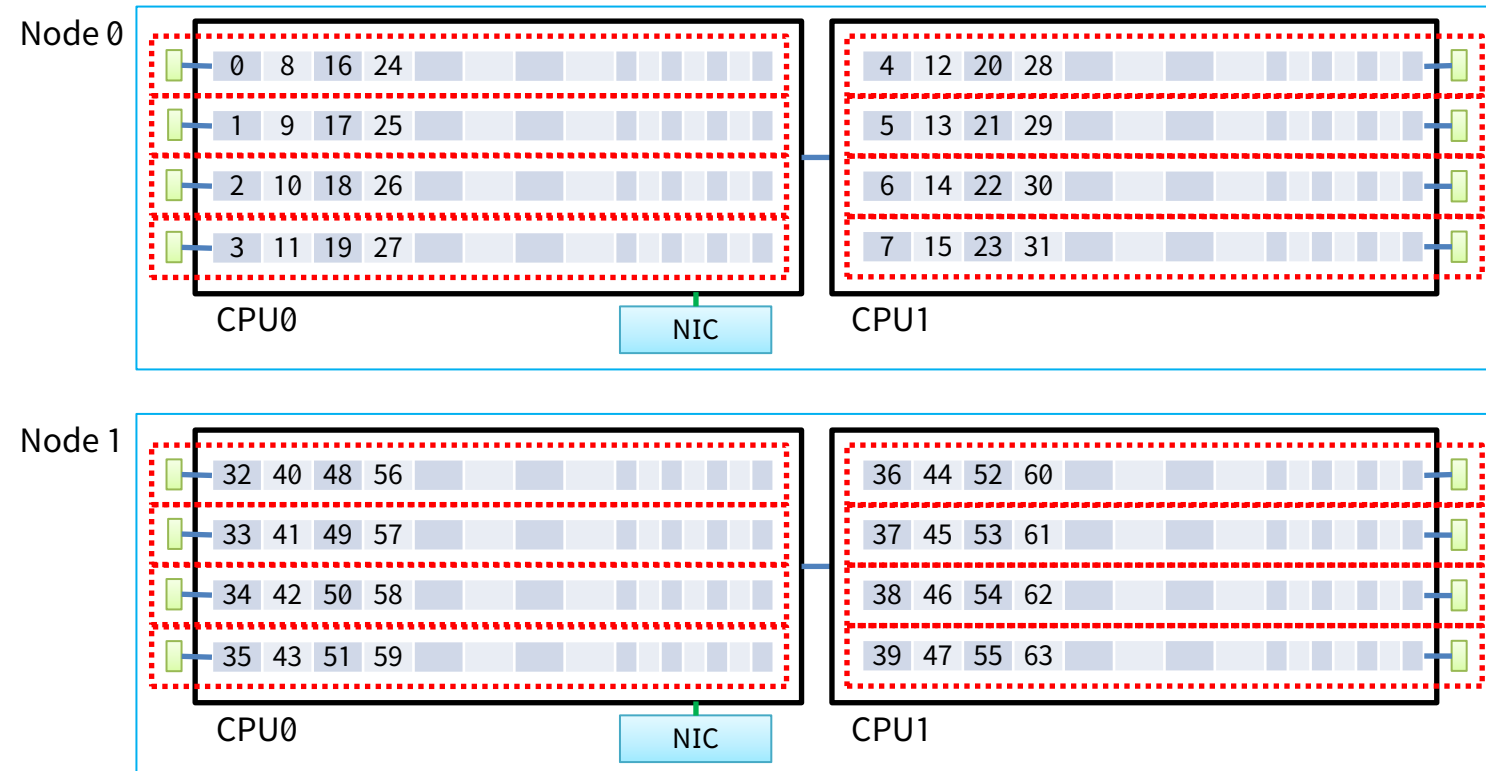 Node 0
0 8 16 24
1 9 17 25
2 10 18 26
3 11 19 27
CPU0
NIC
4 12 20 28
5 13 21 29
6 14 22 30
7 15 23 31
CPU1
Node 1
32 40 48 56
33 41 49 57
34 42 50 58
35 43 51 59
CPU0
NIC
36 44 52 60
37 45 53 61
38 46 54 62
39 47 55 63
CPU1